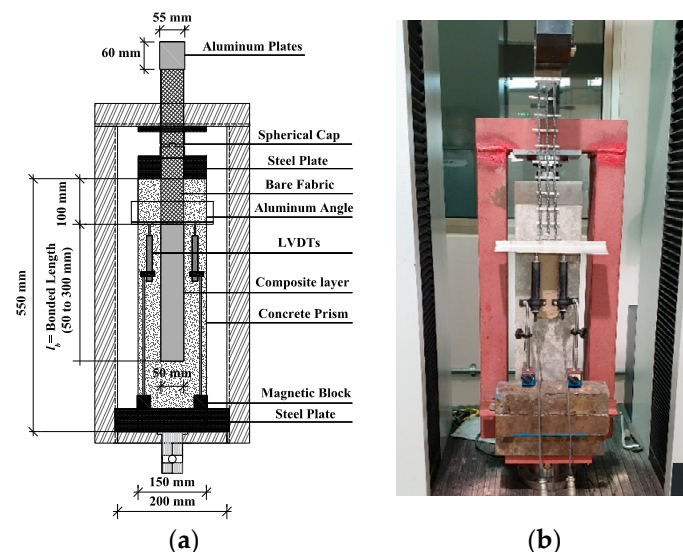 55 mm
60 mm
Aluminum Plates
Spherical Cap
Steel Plate
Bare Fabric
Aluminum Angle
LVDTs
Composite layer
Concrete Prism
Magnetic Block
Steel Plate
550 mm
100 mm
l_b = Bonded Length
(50 to 300 mm)
50 mm
150 mm
200 mm
(a)
(b)